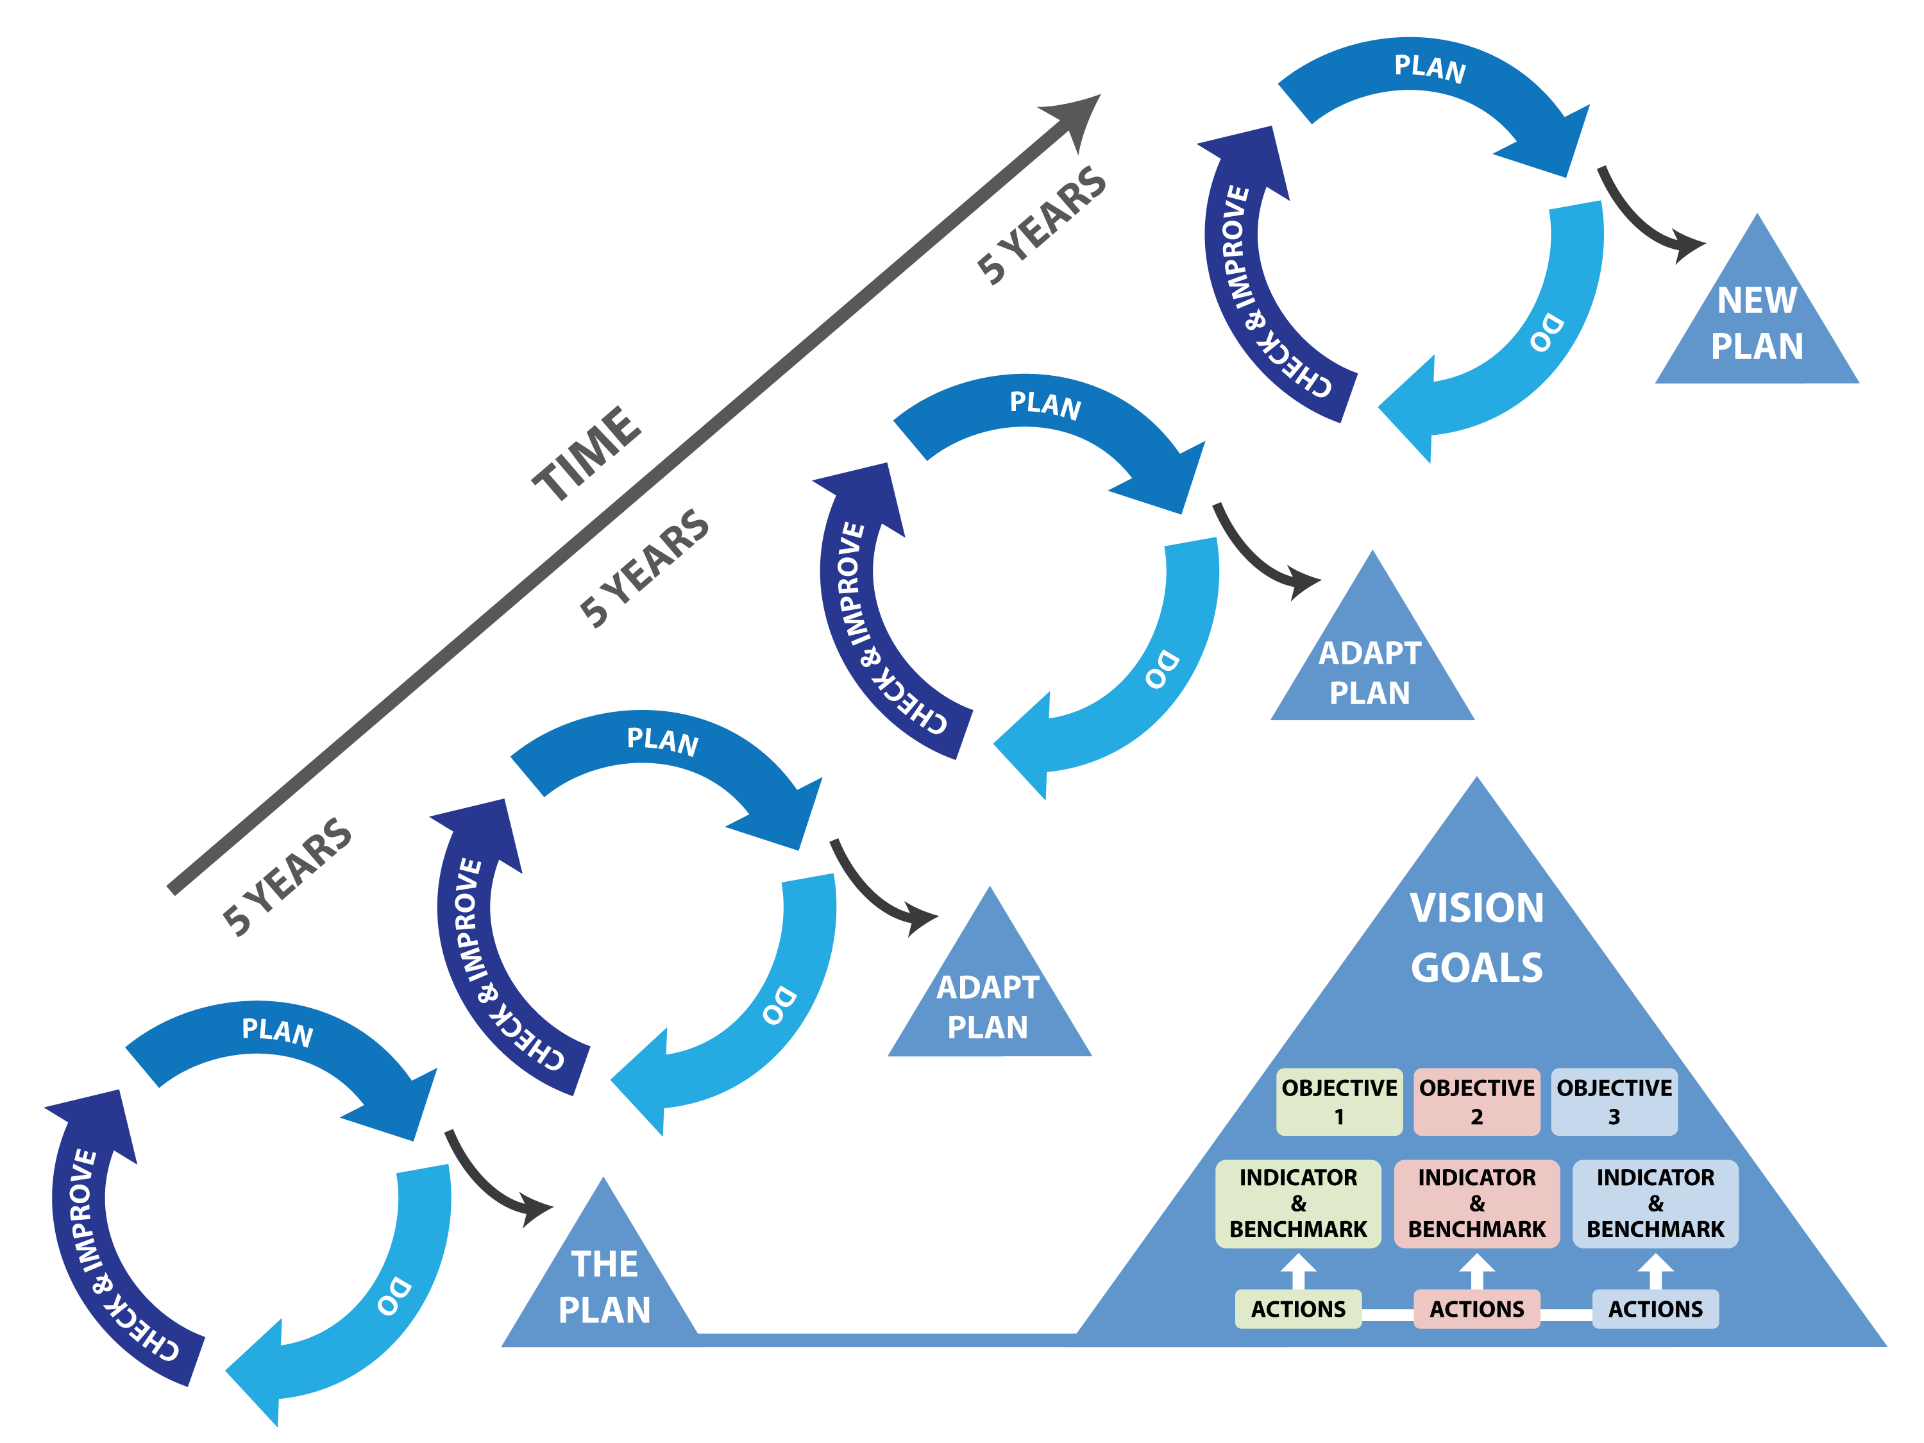 PLAN
DO
CHECK & IMPROVE
NEW
PLAN
TIME
5 YEARS
5 YEARS
5 YEARS
PLAN
DO
CHECK & IMPROVE
ADAPT
PLAN
PLAN
DO
CHECK & IMPROVE
ADAPT
PLAN
PLAN
DO
CHECK & IMPROVE
THE
PLAN
VISION
GOALS
OBJECTIVE
1
OBJECTIVE
2
OBJECTIVE
3
INDICATOR
&
BENCHMARK
INDICATOR
&
BENCHMARK
INDICATOR
&
BENCHMARK
ACTIONS
ACTIONS
ACTIONS